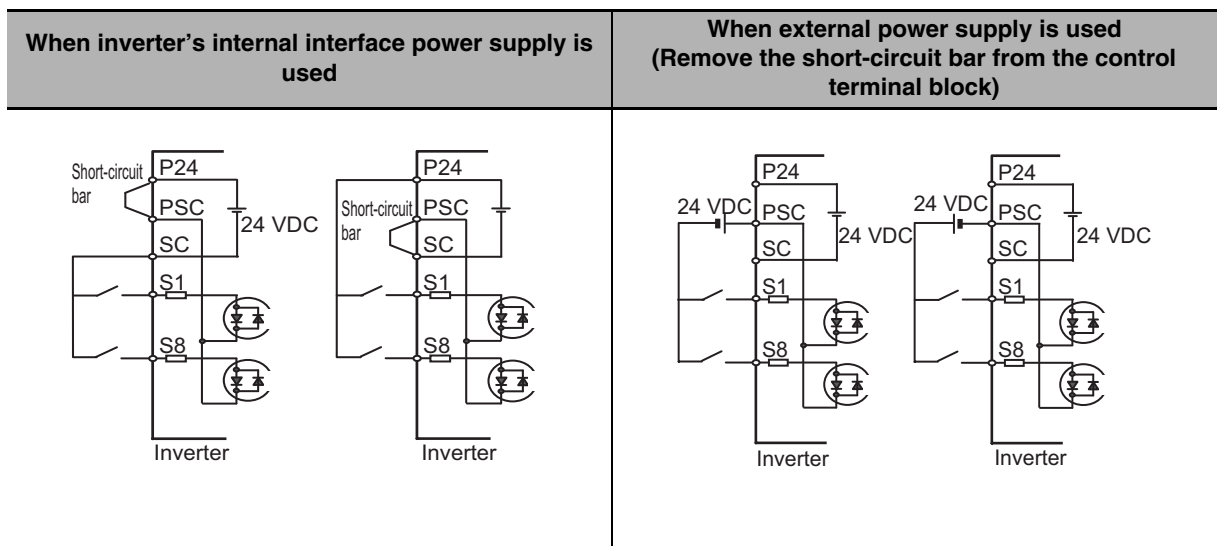 When inverter's internal interface power supply is
used
When external power supply is used
(Remove the short-circuit bar from the control
terminal block)
Short-circuit
bar
P24
PSC
24 VDC
SC
S1
S8
Inverter
P24
Short-circuit
bar
PSC
SC
S1
S8
Inverter
P24
24 VDC
PSC
24 VDC
SC
S1
S8
Inverter
P24
24 VDC
PSC
24 VDC
SC
S1
S8
Inverter